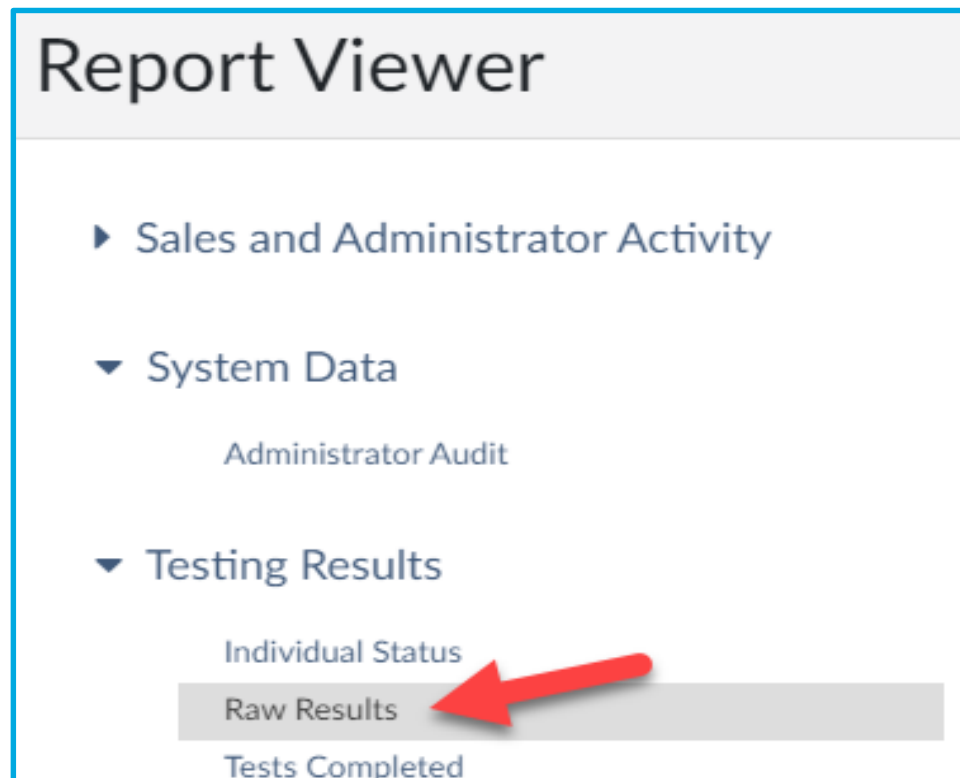 Report Viewer
Sales and Administrator Activity
System Data
Administrator Audit
Testing Results
Individual Status
Raw Results
Tests Completed